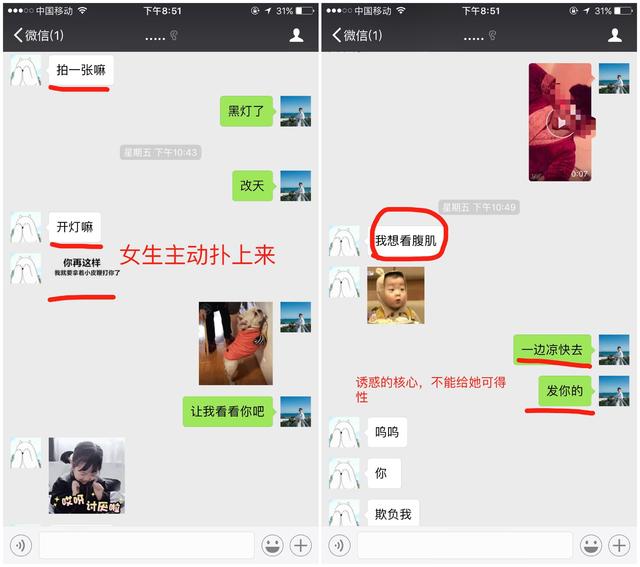 中国移动
下午8:51
31%
微信(1)
.....
拍一张嘛
黑灯了
星期五 下午10:43
改天
开灯嘛
你再这样
我就要拿着小皮鞭打你了
女生主动扑上来
让我看看你吧
哎呀
讨厌啦
中国移动
下午8:51
31%
微信(1)
.....
0:07
星期五 下午10:49
我想看腹肌
一边凉快去
诱惑的核心，不能给她可得
性
发你的
呜呜
你
欺负我